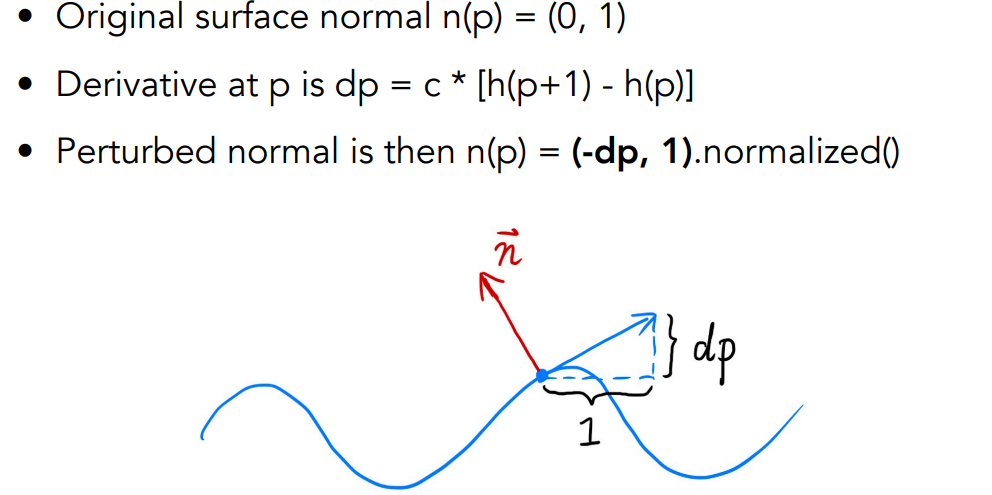 • Original surface normal n(p) = (0, 1)
• Derivative at p is dp = c * [h(p+1) - h(p)]
• Perturbed normal is then n(p) = (-dp, 1).normalized()
n⃗
} dp
1